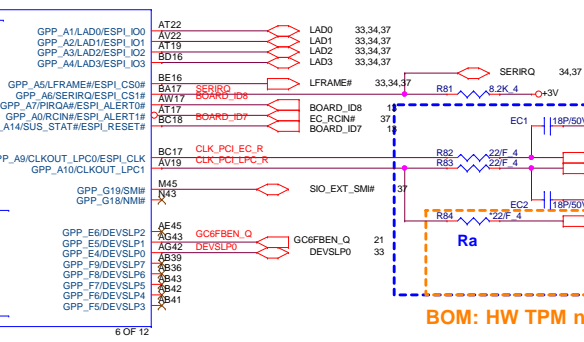 GPP_A1/LAD0/ESPI_IO0 AT22 LAD0 33,34,37
GPP_A2/LAD1/ESPI_IO1 AV22 LAD1 33,34,37
GPP_A3/LAD2/ESPI_IO2 AT19 LAD2 33,34,37
GPP_A4/LAD3/ESPI_IO3 BD16 LAD3 33,34,37
SERIRQ 34,37
GPP_A5/LFRAME#/ESPI_CS0# BE16 LFRAME# 33,34,37
GPP_A6/SERIRQ/ESPI_CS1# BA17 SERIRQ R81 8.2K_4 +3V
GPP_A7/PIRQA#/ESPI_ALERT0# AW17 BOARD_ID8 BOARD_ID8
GPP_A0/RCIN#/ESPI_ALERT1# AT17 EC_RCIN# 37
A14/SUS_STAT#/ESPI_RESET# BC18 BOARD_ID7 BOARD_ID7
EC1 18P/50V
GPP_A9/CLKOUT_LPC0/ESPI_CLK BC17 CLK_PCI_EC_R R82 22/F_4
GPP_A10/CLKOUT_LPC1 AV19 CLK_PCI_LPC_R R83 22/F_4
GPP_G19/SMI# M45 SIO_EXT_SMI# 37
GPP_G18/NMI# N43
EC2 18P/50V
R84 *22/F_4
Ra
GPP_E6/DEVSLP2 AE45
GPP_E5/DEVSLP1 AG43 GC6FBEN_Q GC6FBEN_Q 21
GPP_E4/DEVSLP0 AG42 DEVSLP0 DEVSLP0 33
GPP_F9/DEVSLP7 AB39
GPP_F8/DEVSLP6 AB36
GPP_F7/DEVSLP5 AB43
GPP_F6/DEVSLP4 AB42
GPP_F5/DEVSLP3 AB41
BOM: HW TPM
6 OF 12